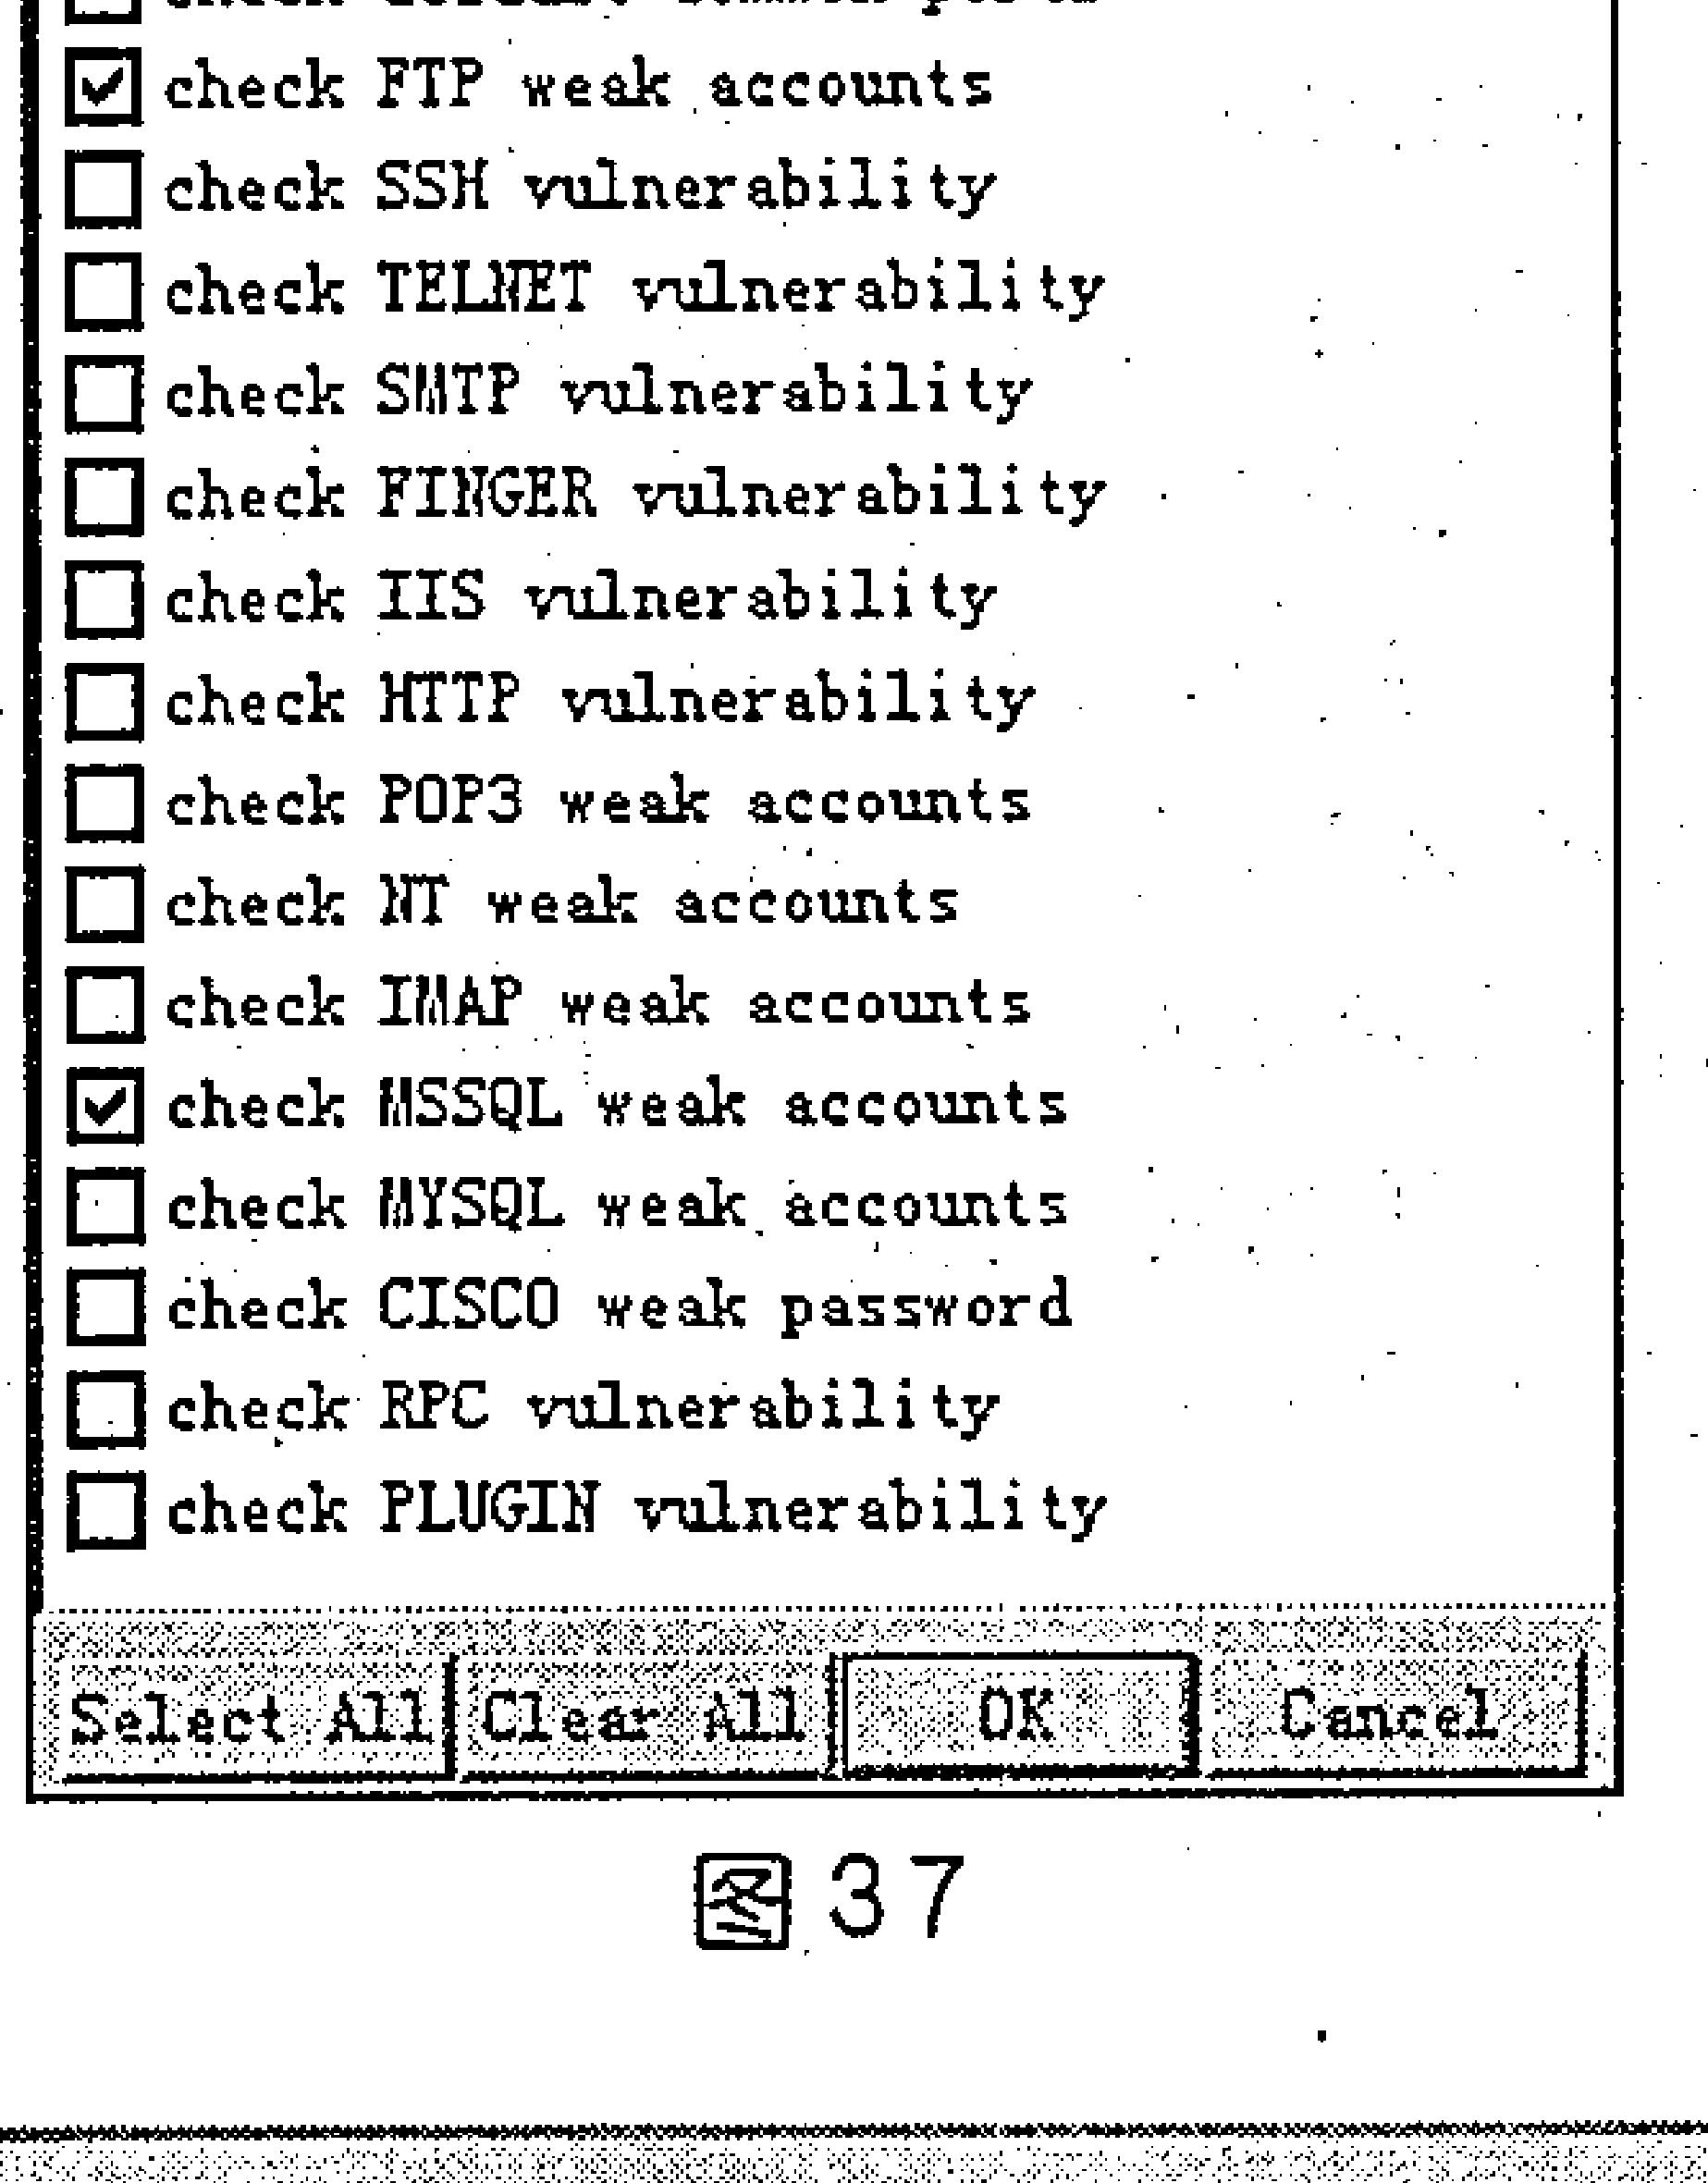 check FTP weak accounts
check SSH vulnerability
check TELNET vulnerability
check SMTP vulnerability
check FINGER vulnerability
check IIS vulnerability
check HTTP vulnerability
check POP3 weak accounts
check NT weak accounts
check IMAP weak accounts
check MSSQL weak accounts
check MYSQL weak accounts
check CISCO weak password
check RPC vulnerability
check PLUGIN vulnerability
Select All Clear All OK Cancel
图37